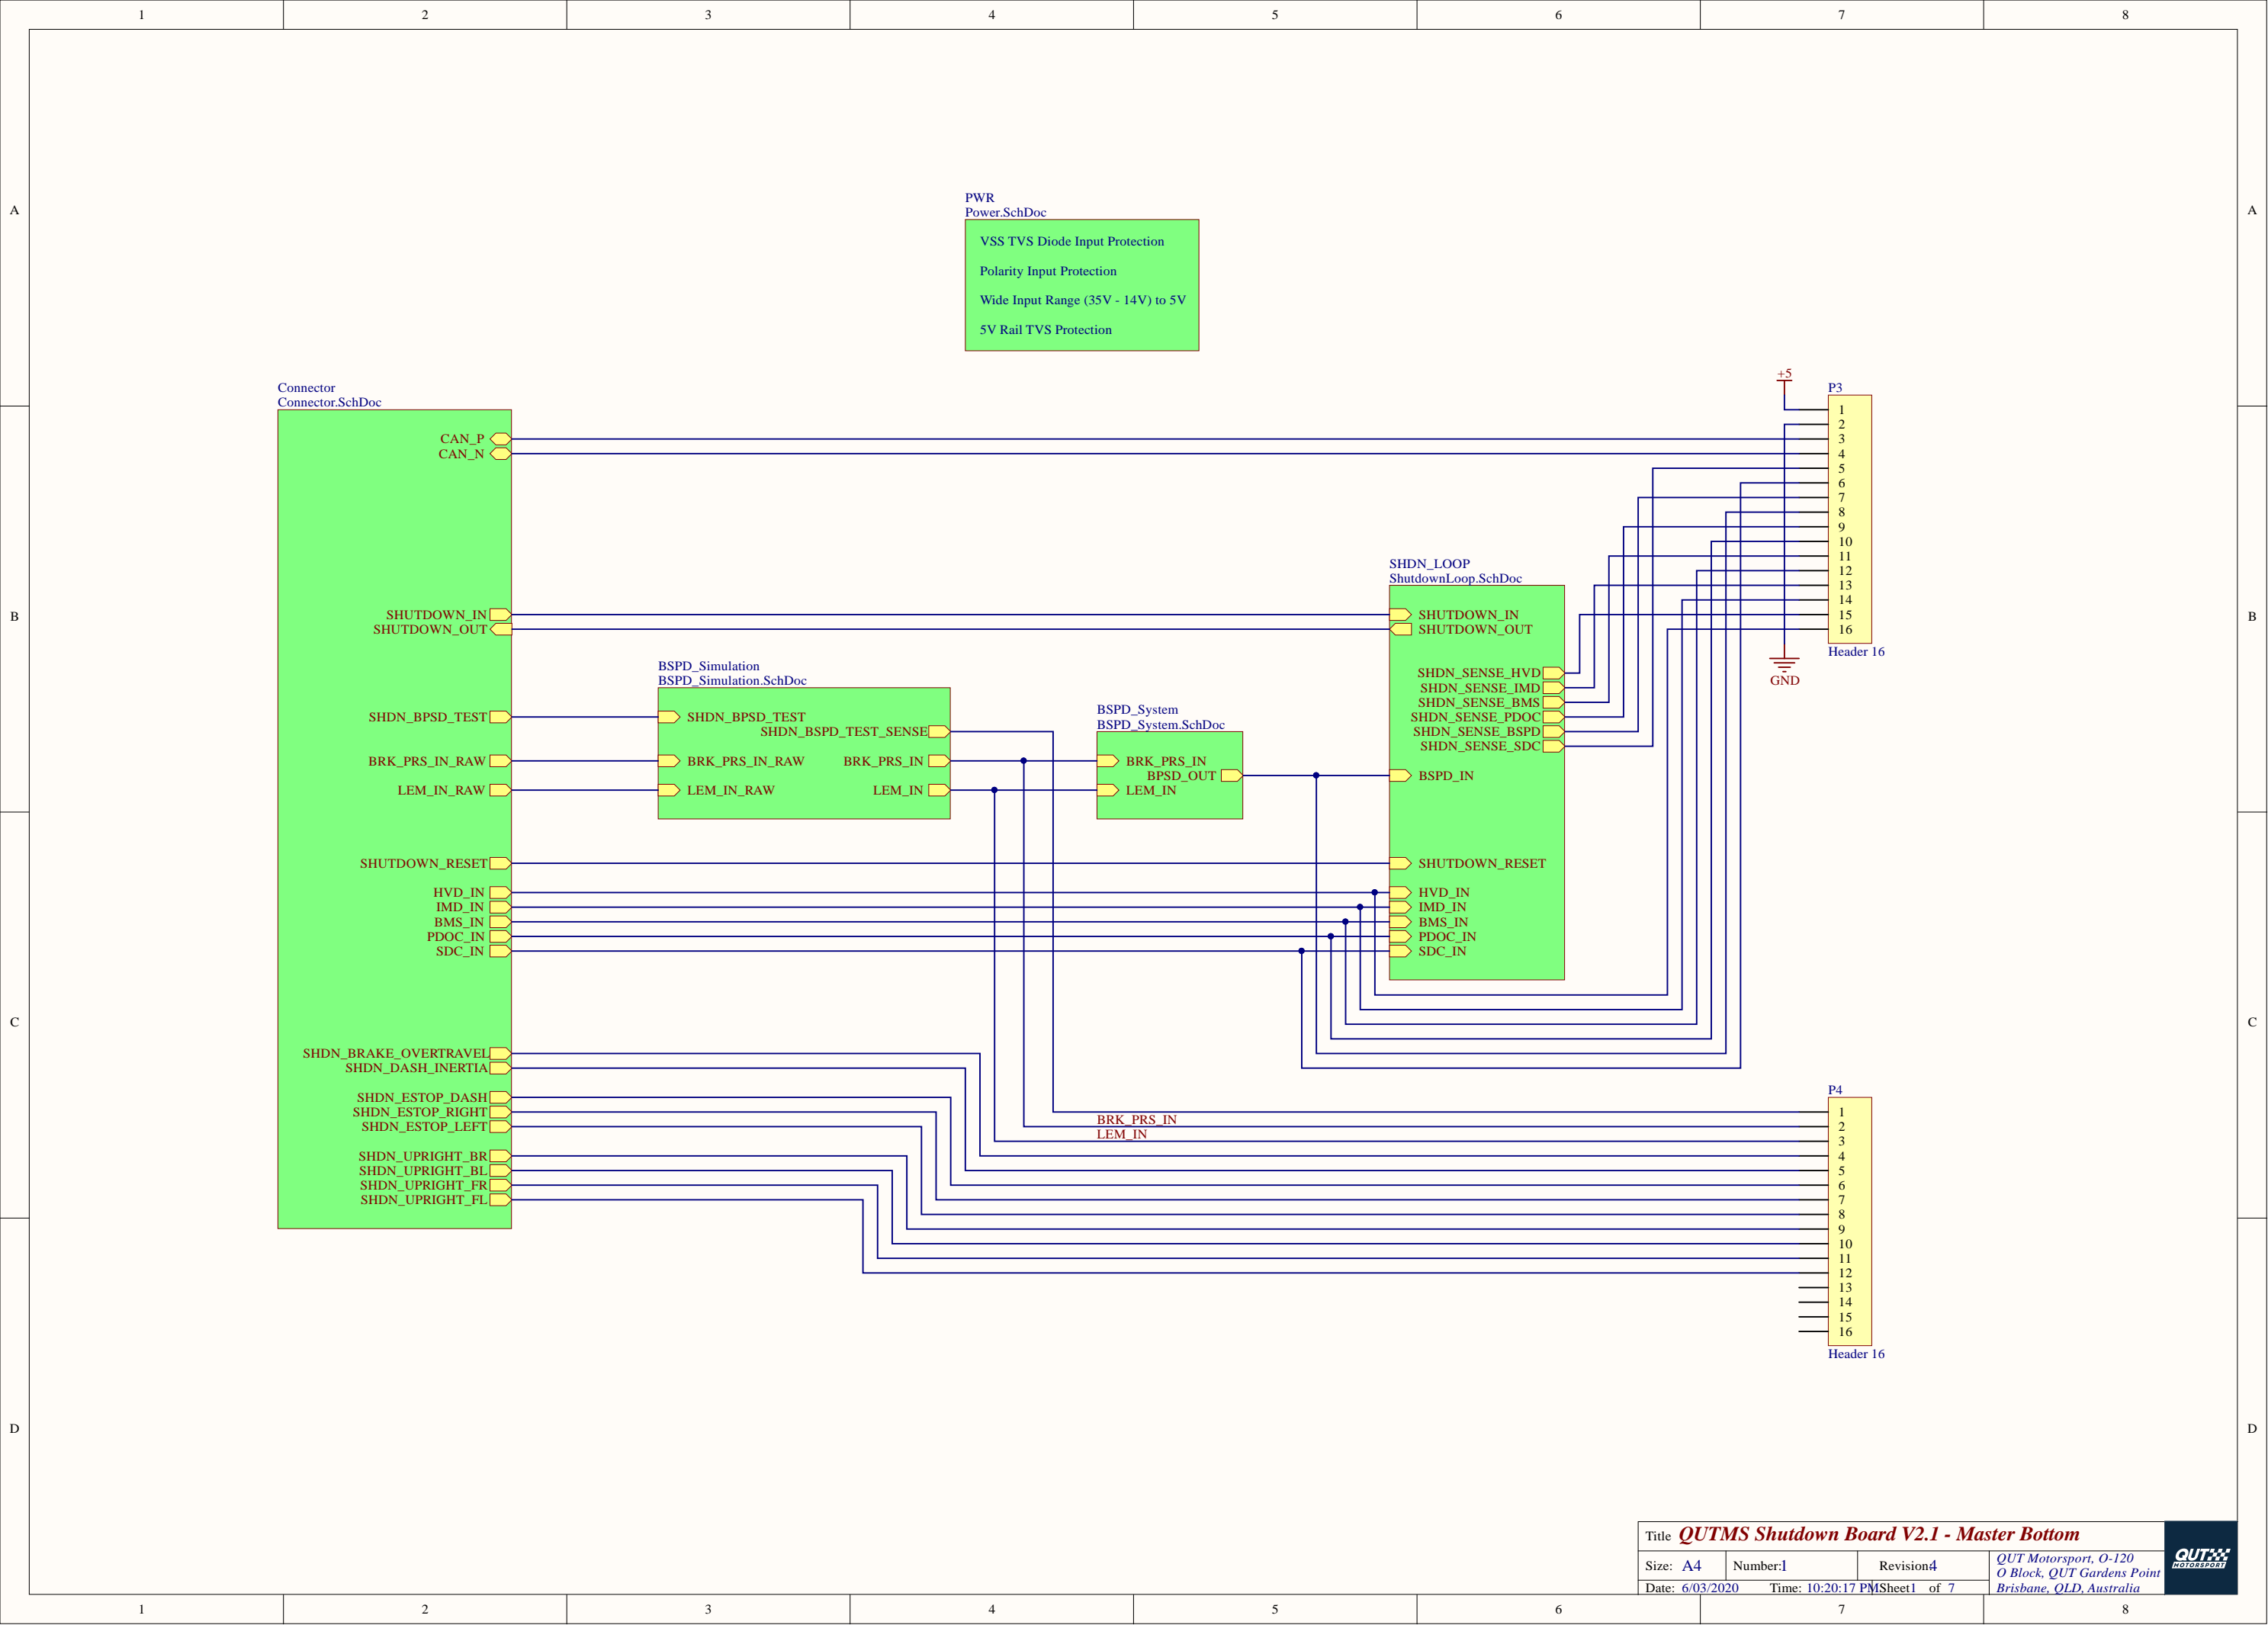 1 2 3 4 5 6 7 8
A A
B B
C C
D D
PWR
Power.SchDoc
VSS TVS Diode Input Protection
Polarity Input Protection
Wide Input Range (35V - 14V) to 5V
5V Rail TVS Protection
Connector
Connector.SchDoc
CAN_P
CAN_N
SHUTDOWN_IN
SHUTDOWN_OUT
SHDN_BPSD_TEST
BRK_PRS_IN_RAW
LEM_IN_RAW
SHUTDOWN_RESET
HVD_IN
IMD_IN
BMS_IN
PDOC_IN
SDC_IN
SHDN_BRAKE_OVERTRAVEL
SHDN_DASH_INERTIA
SHDN_ESTOP_DASH
SHDN_ESTOP_RIGHT
SHDN_ESTOP_LEFT
SHDN_UPRIGHT_BR
SHDN_UPRIGHT_BL
SHDN_UPRIGHT_FR
SHDN_UPRIGHT_FL
BSPD_Simulation
BSPD_Simulation.SchDoc
SHDN_BPSD_TEST
SHDN_BSPD_TEST_SENSE
BRK_PRS_IN_RAW BRK_PRS_IN
LEM_IN_RAW LEM_IN
BSPD_System
BSPD_System.SchDoc
BRK_PRS_IN
BPSD_OUT
LEM_IN
SHDN_LOOP
ShutdownLoop.SchDoc
SHUTDOWN_IN
SHUTDOWN_OUT
SHDN_SENSE_HVD
SHDN_SENSE_IMD
SHDN_SENSE_BMS
SHDN_SENSE_PDOC
SHDN_SENSE_BSPD
SHDN_SENSE_SDC
BSPD_IN
SHUTDOWN_RESET
HVD_IN
IMD_IN
BMS_IN
PDOC_IN
SDC_IN
+5
P3
1
2
3
4
5
6
7
8
9
10
11
12
13
14
15
16
Header 16
GND
BRK_PRS_IN
LEM_IN
P4
1
2
3
4
5
6
7
8
9
10
11
12
13
14
15
16
Header 16
Title QUTMS Shutdown Board V2.1 - Master Bottom
Size: A4 Number:1 Revision4
Date: 6/03/2020 Time: 10:20:17 PM Sheet1 of 7
QUT Motorsport, O-120
O Block, QUT Gardens Point
Brisbane, QLD, Australia
QUT
MOTORSPORT
1 2 3 4 5 6 7 8